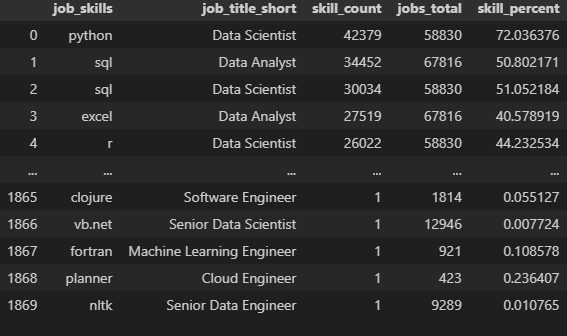 job_skills job_title_short skill_count jobs_total skill_percent
0 python Data Scientist 42379 58830 72.036376
1 sql Data Analyst 34452 67816 50.802171
2 sql Data Scientist 30034 58830 51.052184
3 excel Data Analyst 27519 67816 40.578919
4 r Data Scientist 26022 58830 44.232534
... ... ... ... ... ...
1865 clojure Software Engineer 1 1814 0.055127
1866 vb.net Senior Data Scientist 1 12946 0.007724
1867 fortran Machine Learning Engineer 1 921 0.108578
1868 planner Cloud Engineer 1 423 0.236407
1869 nltk Senior Data Engineer 1 9289 0.010765